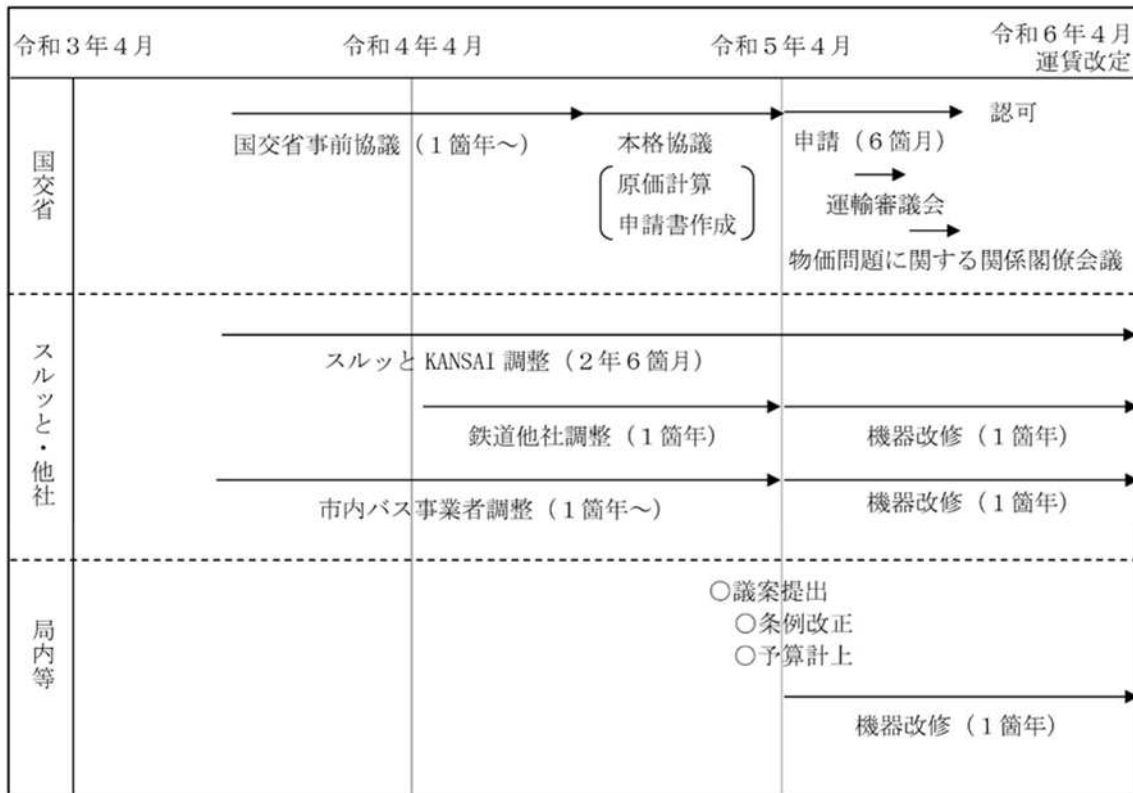 令和３年４月
令和４年４月
令和５年４月
令和６年４月
運賃改定
国交省
認可
国交省事前協議（１箇年～）
本格協議
申請（６箇月）
原価計算
申請書作成
運輸審議会
物価問題に関する関係閣僚会議
スルッと・他社
スルッと KANSAI 調整（２年６箇月）
鉄道他社調整（１箇年）
機器改修（１箇年）
市内バス事業者調整（１箇年～）
機器改修（１箇年）
局内等
○議案提出
○条例改正
○予算計上
機器改修（１箇年）